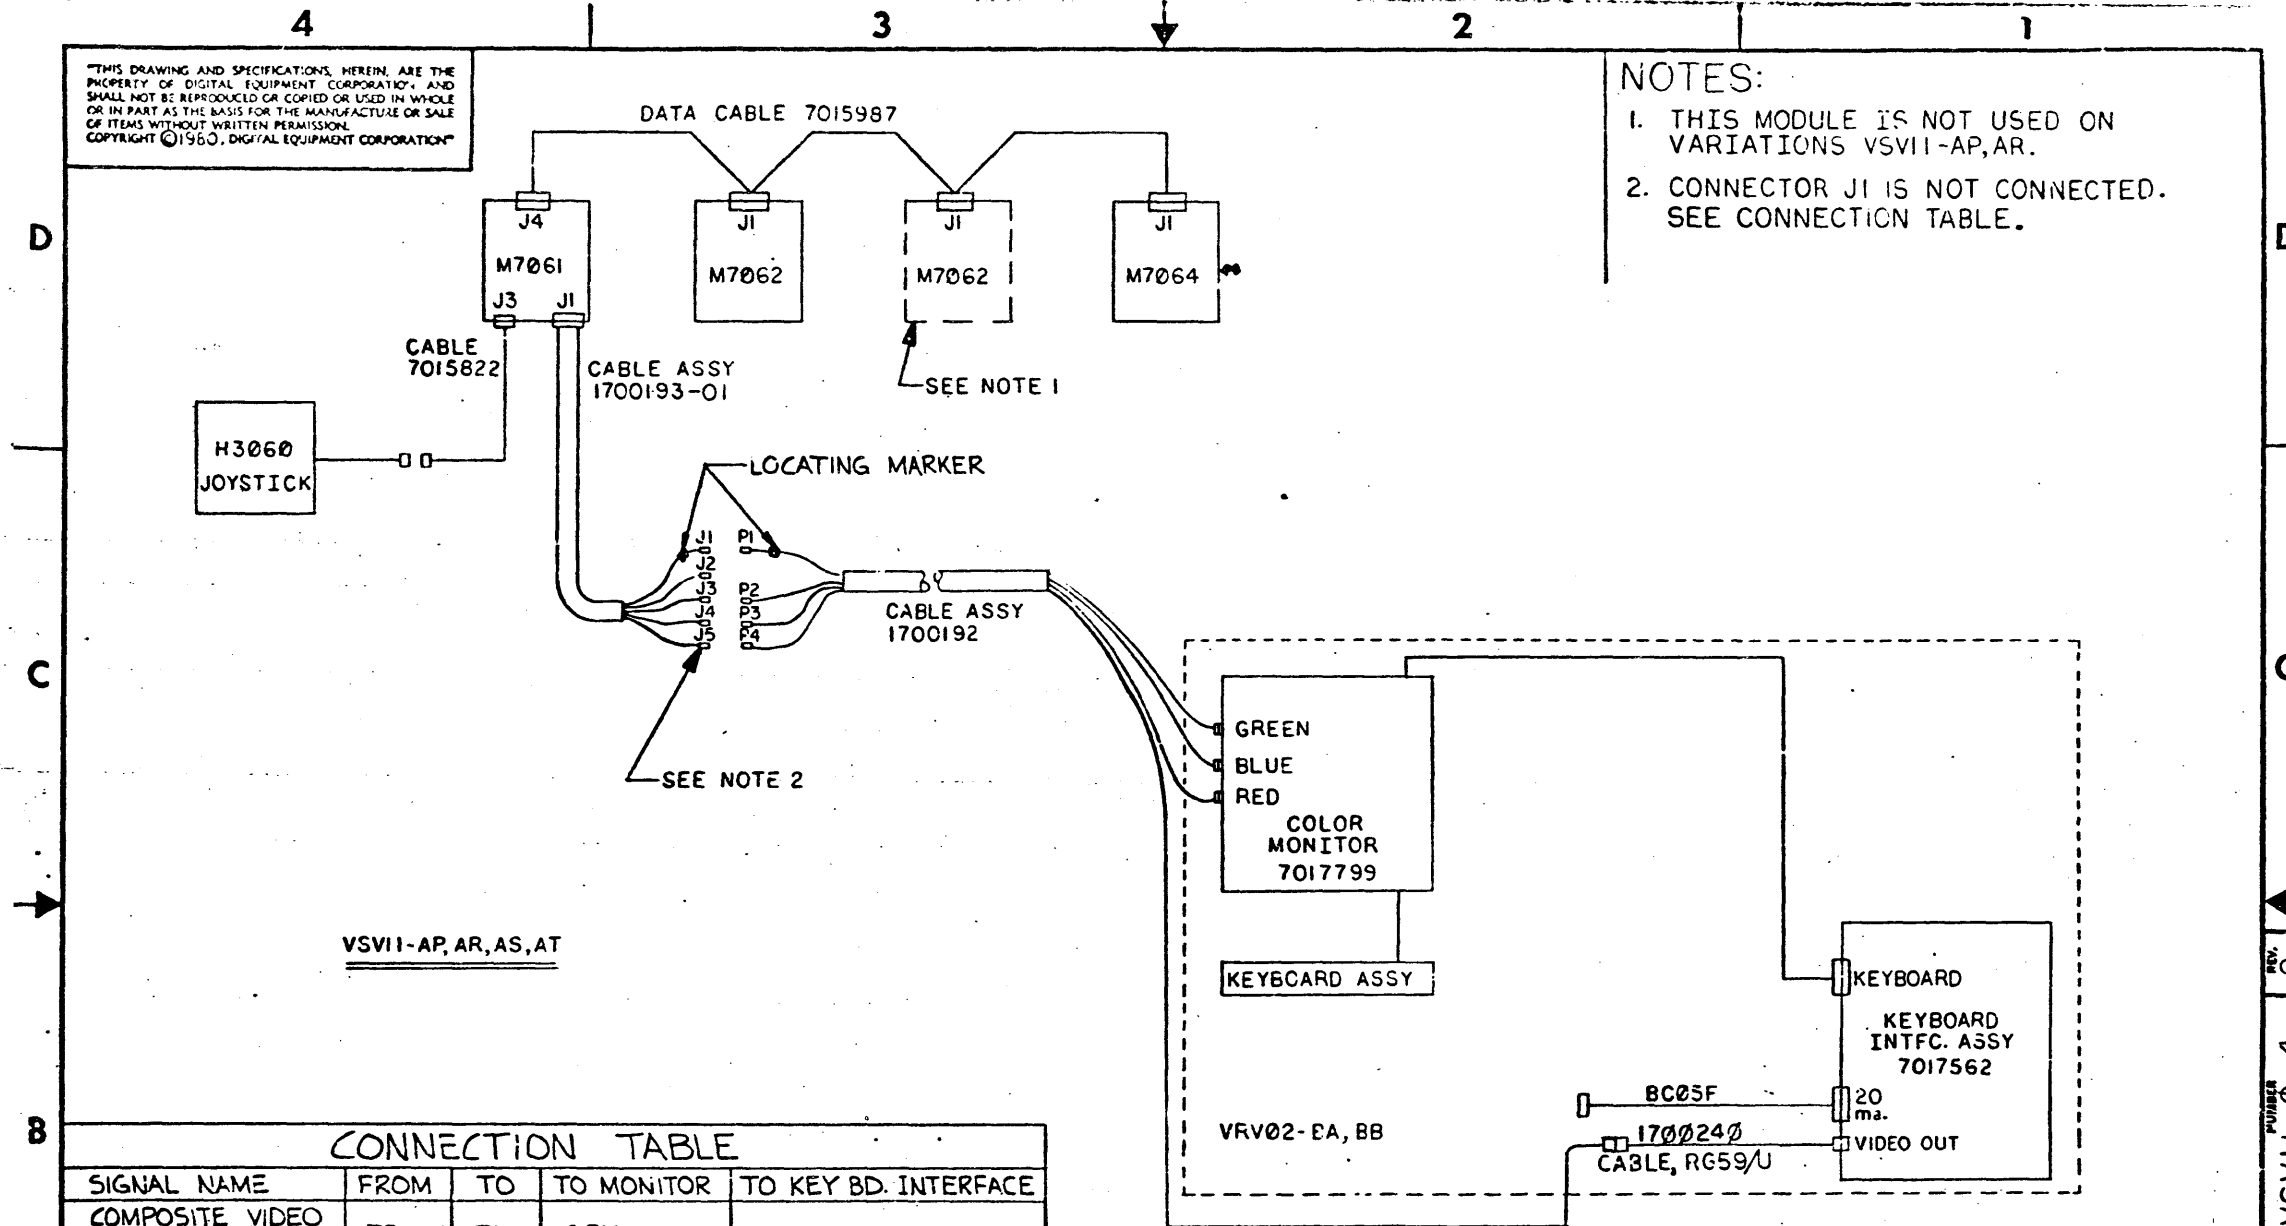 4 3 2 1
"THIS DRAWING AND SPECIFICATIONS, HEREIN, ARE THE
PROPERTY OF DIGITAL EQUIPMENT CORPORATION AND
SHALL NOT BE REPRODUCED OR COPIED OR USED IN WHOLE
OR IN PART AS THE BASIS FOR THE MANUFACTURE OR SALE
OF ITEMS WITHOUT WRITTEN PERMISSION.
COPYRIGHT ©1980, DIGITAL EQUIPMENT CORPORATION"
NOTES:
1. THIS MODULE IS NOT USED ON
VARIATIONS VSV11-AP,AR.
2. CONNECTOR J1 IS NOT CONNECTED.
SEE CONNECTION TABLE.
DATA CABLE 7015987
D
J4
M7061
J3 J1
J1
M7062
J1
M7062
J1
M7064
CABLE
7015822
CABLE ASSY
1700193-01
SEE NOTE 1
H3060
JOYSTICK
LOCATING MARKER
J1 P1
J2
J3 P2
J4 P3
J5 P4
CABLE ASSY
1700192
C
SEE NOTE 2
GREEN
BLUE
RED
COLOR
MONITOR
7017799
VSV11-AP, AR, AS, AT
KEYBOARD ASSY
KEYBOARD
KEYBOARD
INTFC. ASSY
7017562
REV.
NUMBER
B
BC05F
20
ma.
VRV02-BA, BB
1700240
CABLE, RG59/U
VIDEO OUT
CONNECTION TABLE
SIGNAL NAME FROM TO TO MONITOR TO KEY BD. INTERFACE
COMPOSITE VIDEO